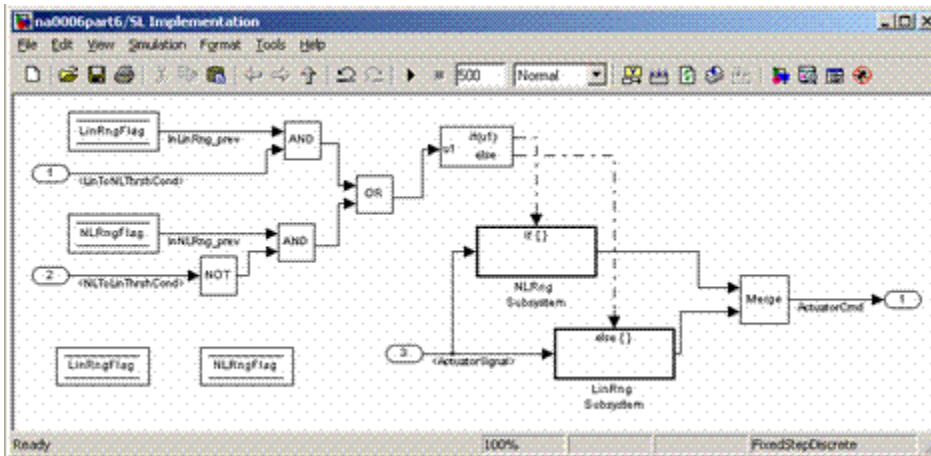 na0006part6/SL Implementation
File Edit View Simulation Format Tools Help
500 Normal
LinRngFlag
InLinRng_prev
AND
1
<LinToNLThrshCond>
OR
u1
if(u1)
else
NLRngFlag
InNLRng_prev
AND
2
<NLToLinThrshCond>
NOT
if { }
NLRng
Subsystem
Merge
ActuatorCmd
1
3
<ActuatorSignal>
else { }
LinRng
Subsystem
LinRngFlag
NLRngFlag
Ready 100% FixedStepDiscrete